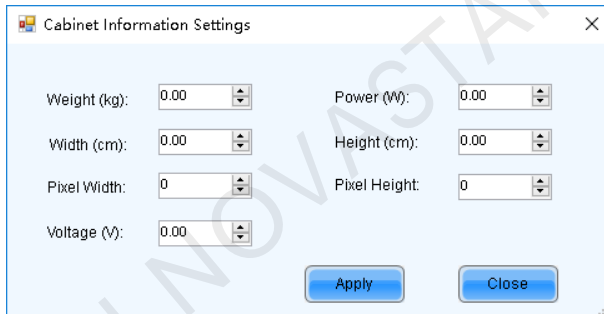 Cabinet Information Settings
Weight (kg): 0.00 Power (W): 0.00
Width (cm): 0.00 Height (cm): 0.00
Pixel Width: 0 Pixel Height: 0
Voltage (V): 0.00
Apply Close
NOVASTAR